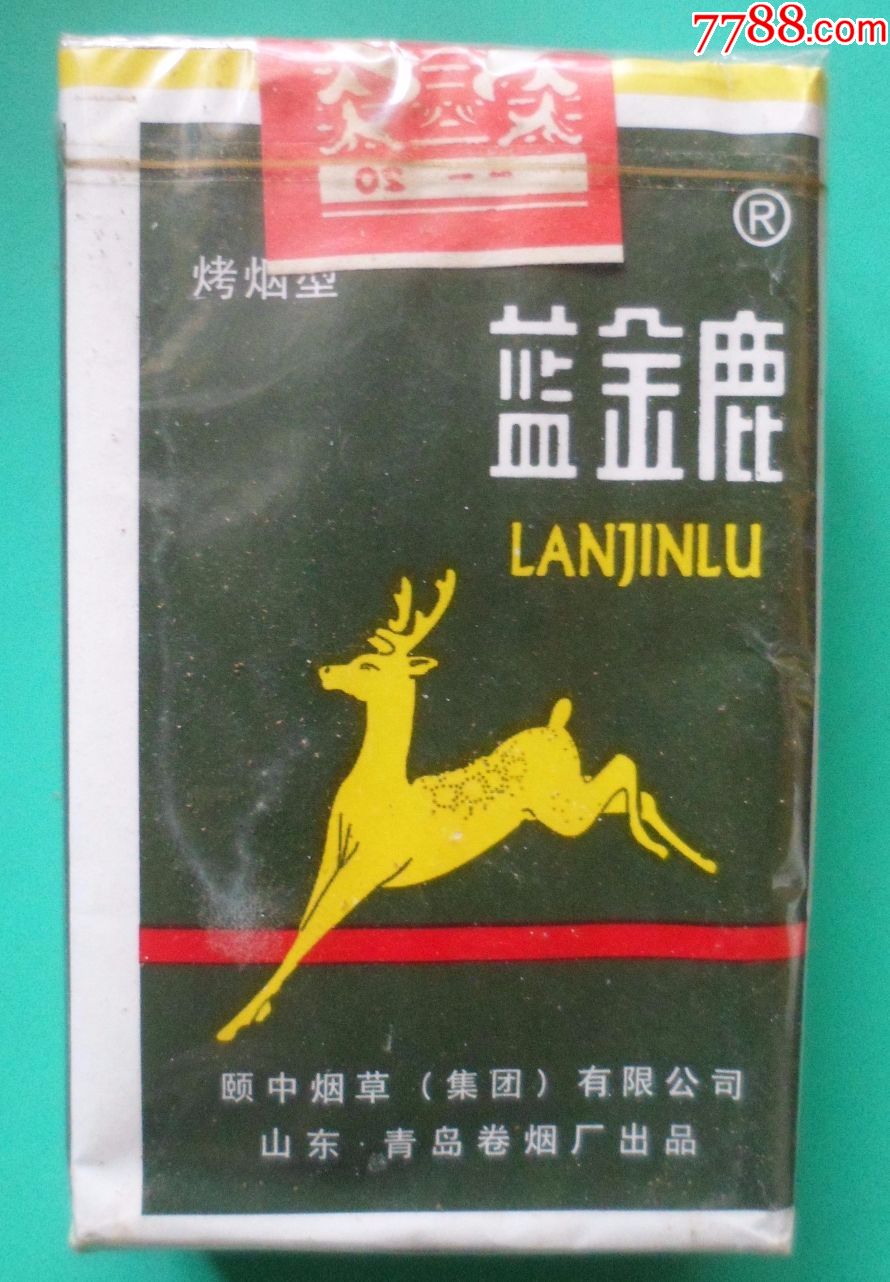 7788.com
20
®
烤烟型
蓝金鹿
LANJINLU
颐中烟草（集团）有限公司
山东·青岛卷烟厂出品